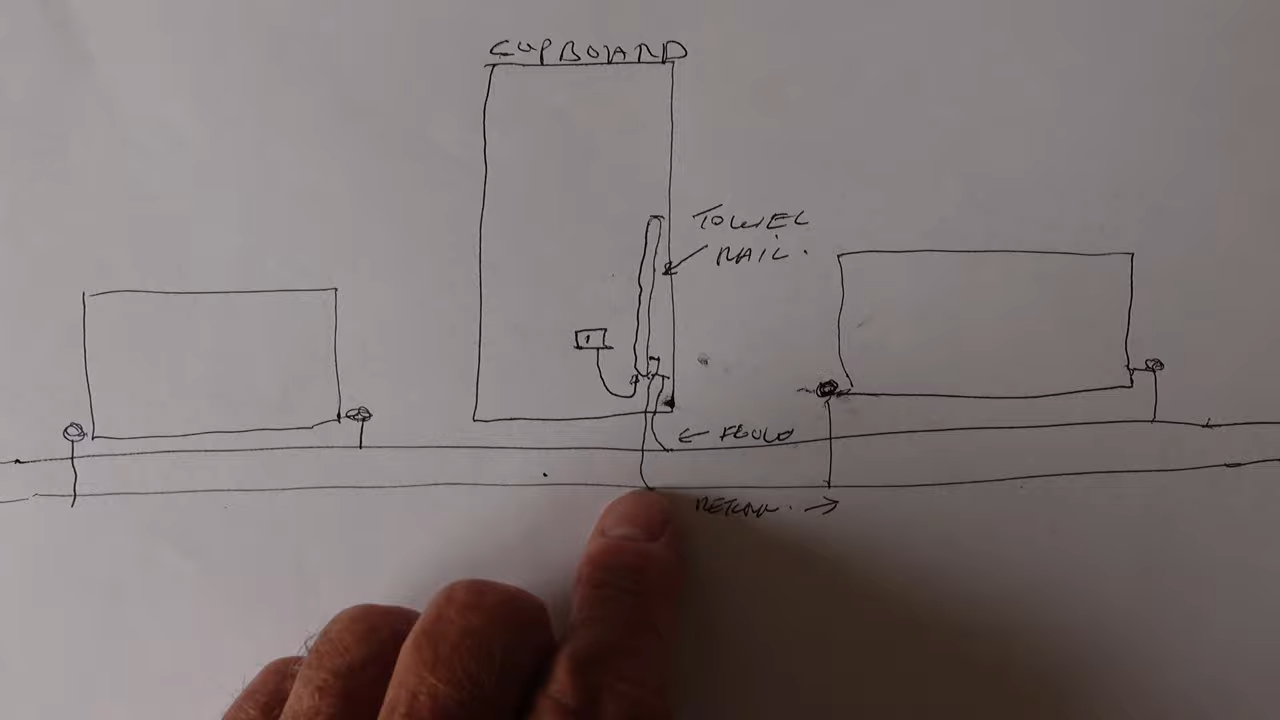 CUPBOARD
TOWEL
RAIL.
← FLOW
RETURN. →